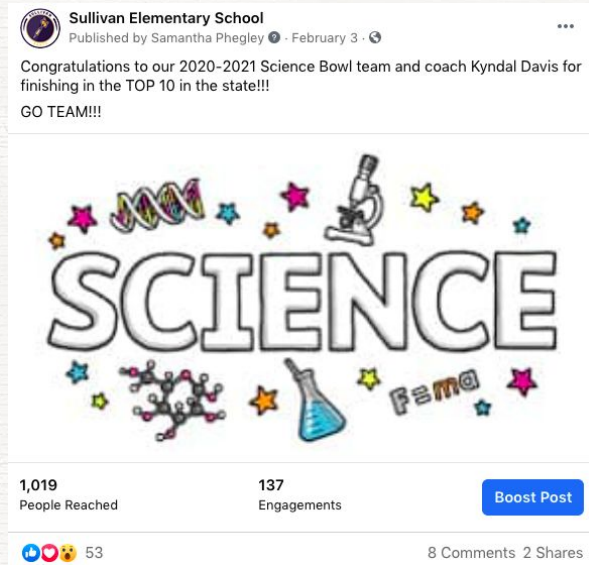 Sullivan Elementary School
Published by Samantha Phegley · February 3 ·
Congratulations to our 2020-2021 Science Bowl team and coach Kyndal Davis for
finishing in the TOP 10 in the state!!!
GO TEAM!!!
SCIENCE
F=ma
1,019
137
People Reached
Engagements
Boost Post
53
8 Comments 2 Shares